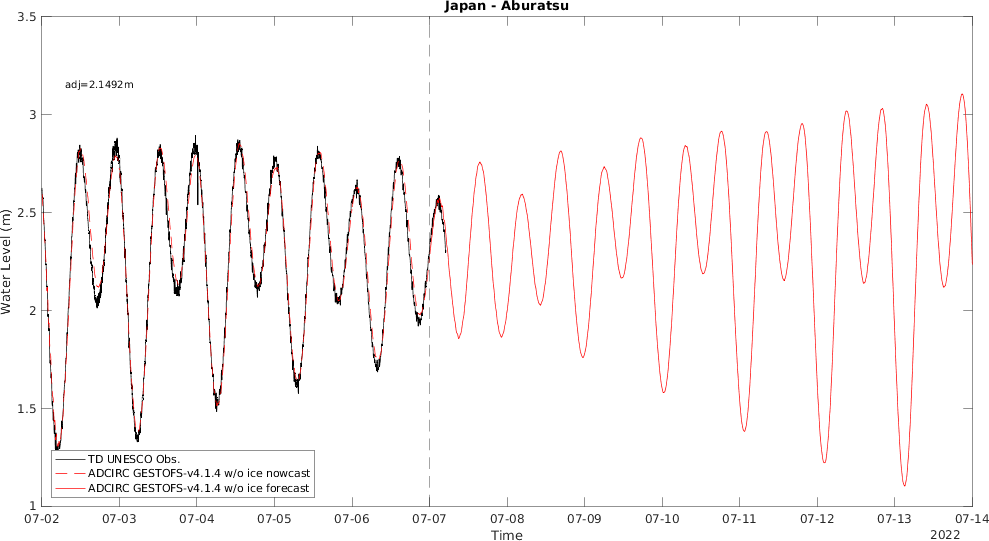 Japan - Aburatsu
3.5
adj=2.1492m
3
2.5
Water Level (m)
2
1.5
TD UNESCO Obs.
ADCIRC GESTOFS-v4.1.4 w/o ice nowcast
ADCIRC GESTOFS-v4.1.4 w/o ice forecast
1
07-02 07-03 07-04 07-05 07-06 07-07 07-08 07-09 07-10 07-11 07-12 07-13 07-14
Time
2022